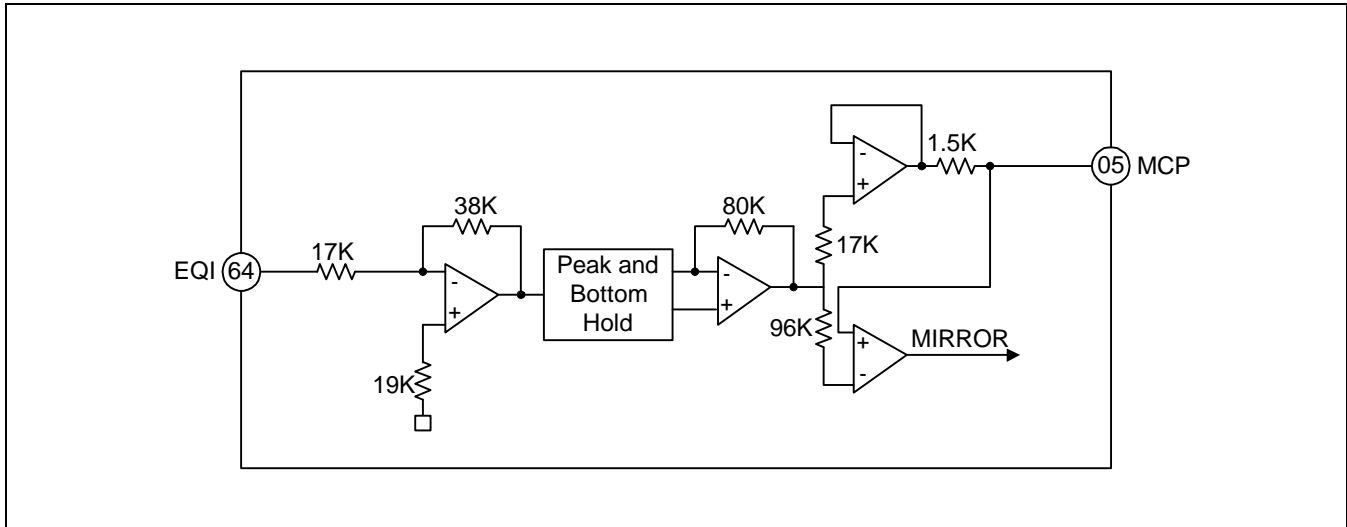 EQI
64
17K
38K
-
+
19K
Peak and
Bottom
Hold
80K
-
+
17K
96K
-
+
1.5K
05
MCP
+
-
MIRROR